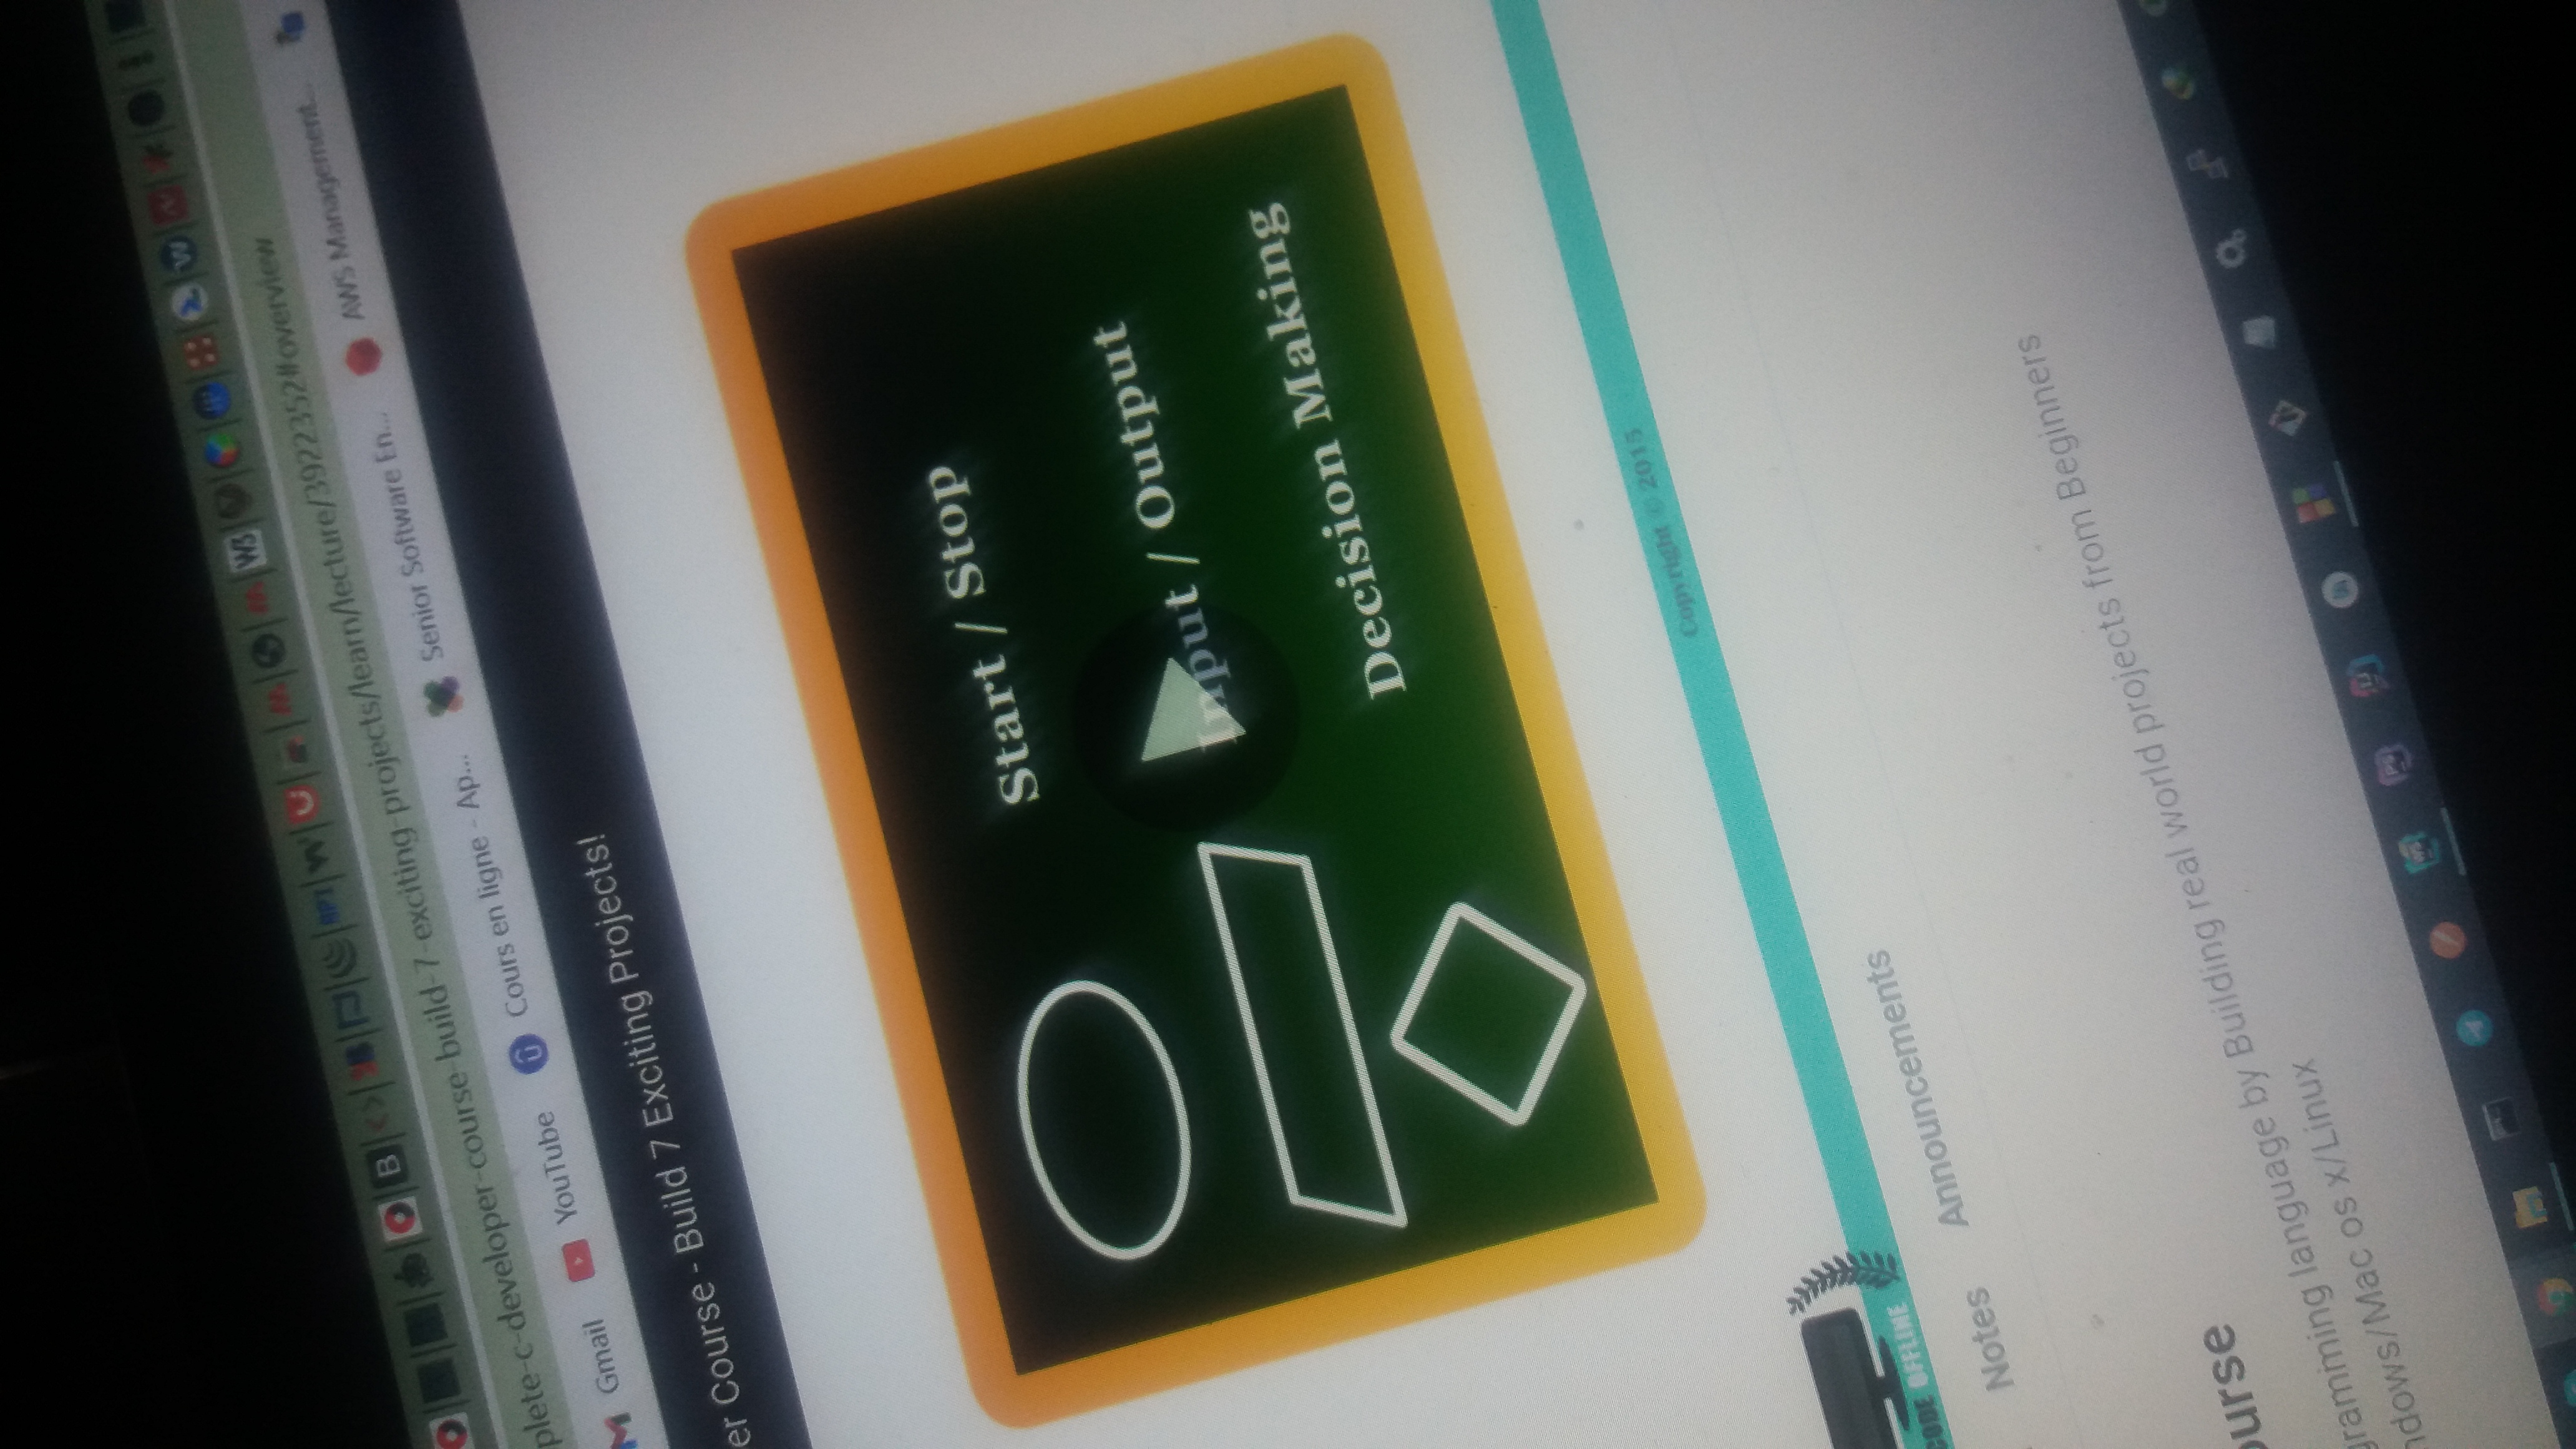 plete-c-developer-course-build-7-exciting-projects/learn/lecture/3922352#overview
Gmail YouTube Cours en ligne - Ap... Senior Software En... AWS Management...
er Course - Build 7 Exciting Projects!
Start / Stop
Input / Output
Decision Making
Copyright © 2015
CODE OFFLINE
Notes Announcements
ourse
gramming language by Building real world projects from Beginners
ndows/Mac os x/Linux